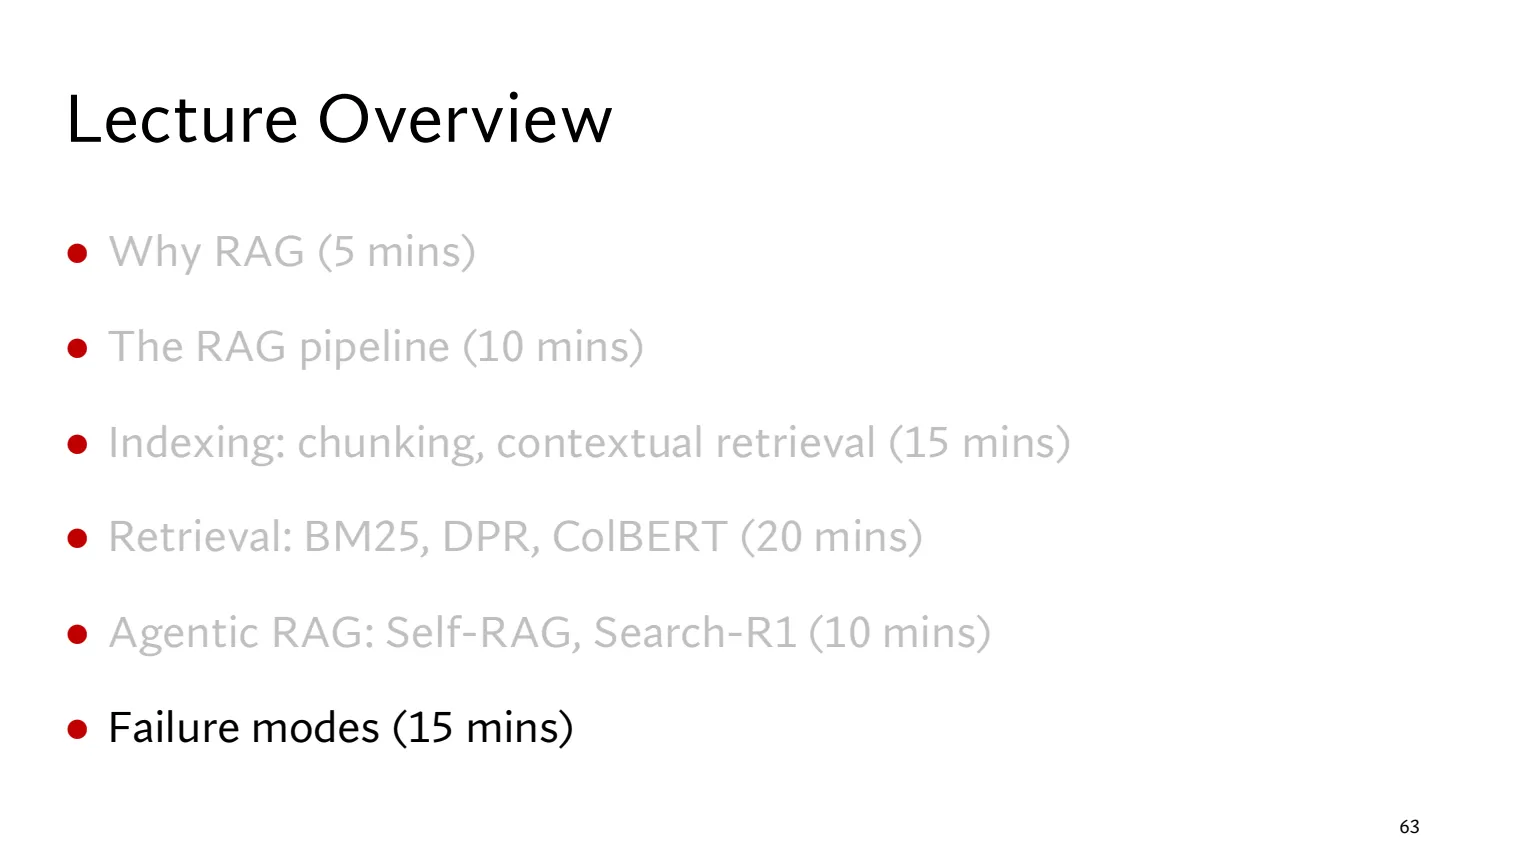 Lecture Overview
• Why RAG (5 mins)
• The RAG pipeline (10 mins)
• Indexing: chunking, contextual retrieval (15 mins)
• Retrieval: BM25, DPR, ColBERT (20 mins)
• Agentic RAG: Self-RAG, Search-R1 (10 mins)
• Failure modes (15 mins)
63